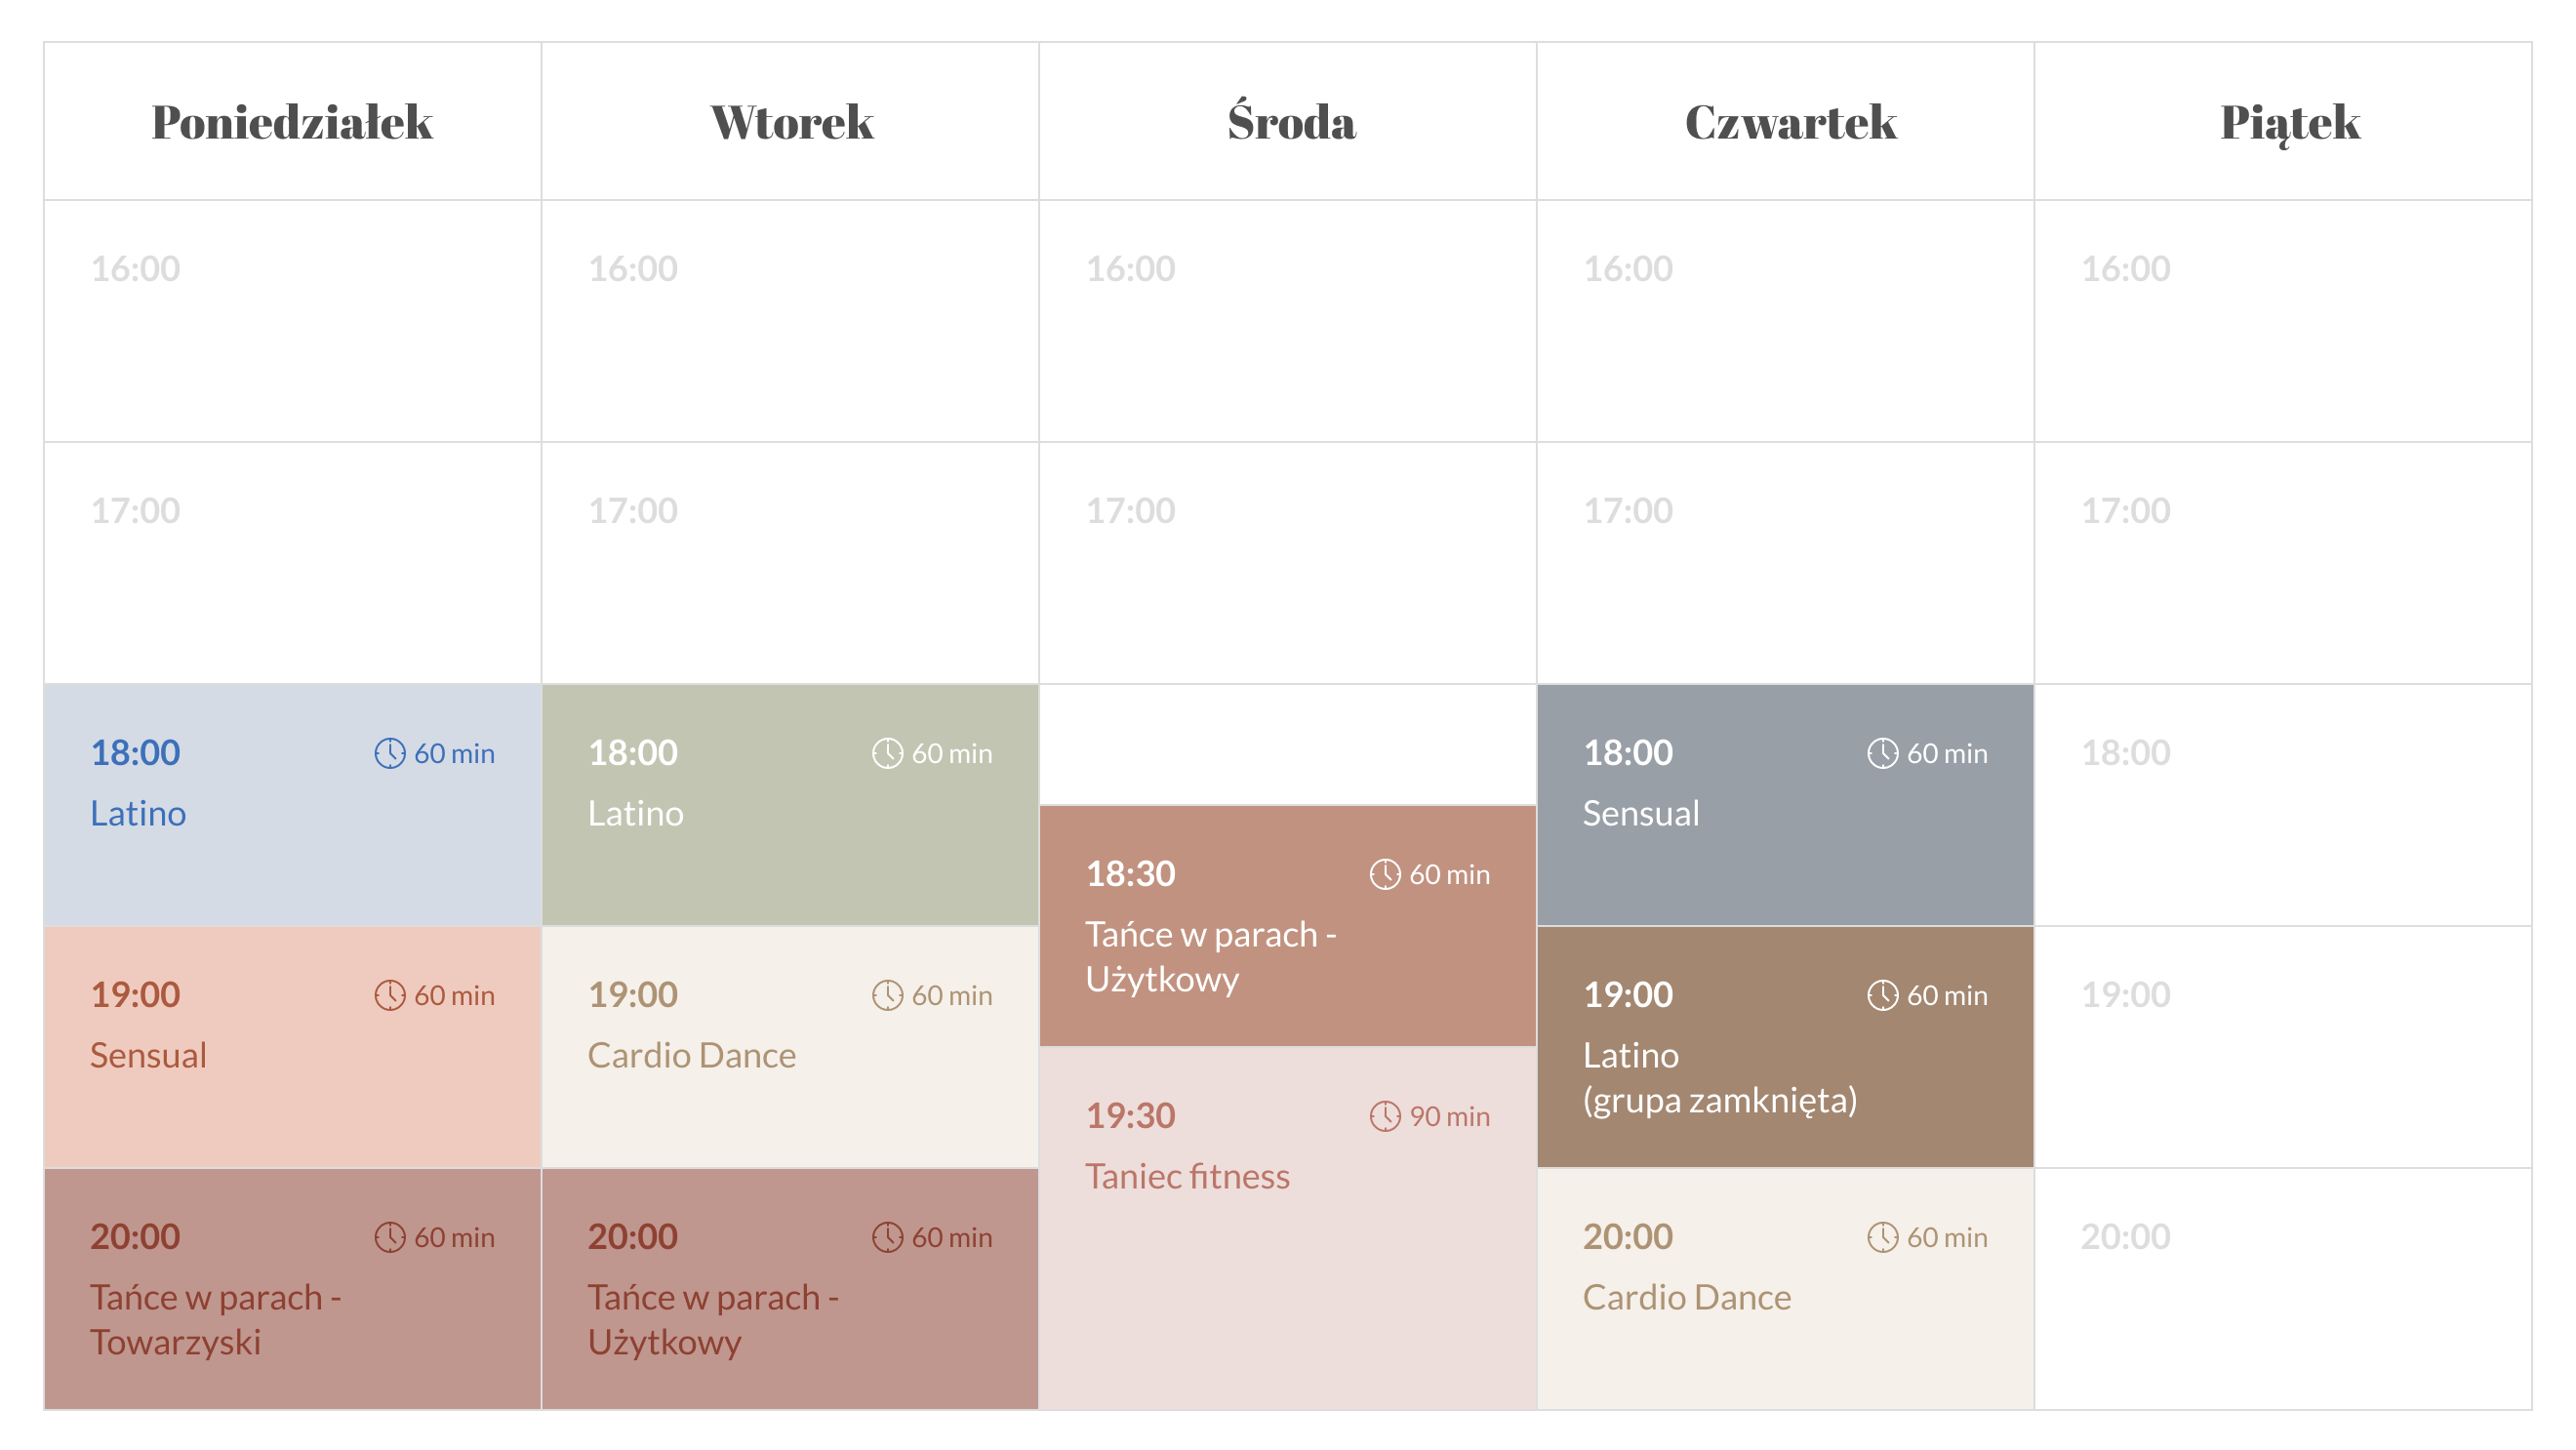 Poniedziałek
Wtorek
Środa
Czwartek
Piątek
16:00
16:00
16:00
16:00
16:00
17:00
17:00
17:00
17:00
17:00
18:00 60 min
Latino
18:00 60 min
Latino
18:30 60 min
Tańce w parach -
Użytkowy
18:00 60 min
Sensual
18:00
19:00 60 min
Sensual
19:00 60 min
Cardio Dance
19:30 90 min
Taniec fitness
19:00 60 min
Latino
(grupa zamknięta)
19:00
20:00 60 min
Tańce w parach -
Towarzyski
20:00 60 min
Tańce w parach -
Użytkowy
20:00 60 min
Cardio Dance
20:00